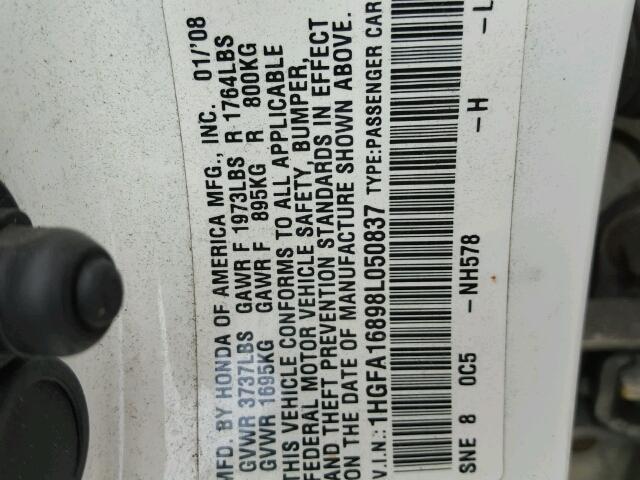 MFD. BY HONDA OF AMERICA MFG., INC. 01/'08
GVWR 3737LBS GAWR F 1973LBS R 1764LBS
GVWR 1695KG GAWR F 895KG R 800KG
THIS VEHICLE CONFORMS TO ALL APPLICABLE
FEDERAL MOTOR VEHICLE SAFETY, BUMPER,
AND THEFT PREVENTION STANDARDS IN EFFECT
ON THE DATE OF MANUFACTURE SHOWN ABOVE.
V.I.N.: 1HGFA16898L050837 TYPE:PASSENGER CAR
SNE 8 0C5 -NH578 -H -L